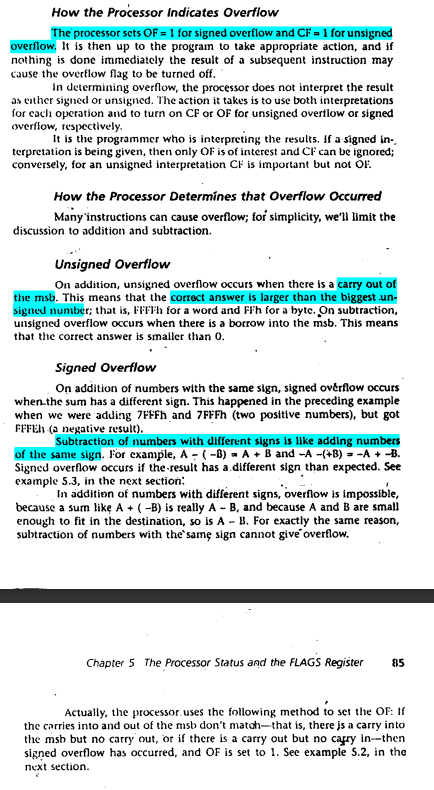 How the Processor Indicates Overflow
The processor sets OF = 1 for signed overflow and CF = 1 for unsigned
overflow. It is then up to the program to take appropriate action, and if
nothing is done immediately the result of a subsequent instruction may
cause the overflow flag to be turned off.
In determining overflow, the processor does not interpret the result
as either signed or unsigned. The action it takes is to use both interpretations
for each operation and to turn on CF or OF for unsigned overflow or signed
overflow, respectively.
It is the programmer who is interpreting the results. If a signed in-
terpretation is being given, then only OF is of interest and CF can be ignored;
conversely, for an unsigned interpretation CF is important but not OF.
How the Processor Determines that Overflow Occurred
Many instructions can cause overflow; for simplicity, we'll limit the
discussion to addition and subtraction.
Unsigned Overflow
On addition, unsigned overflow occurs when there is a carry out of
the msb. This means that the correct answer is larger than the biggest un-
signed number; that is, FFFFh for a word and FFh for a byte. On subtraction,
unsigned overflow occurs when there is a borrow into the msb. This means
that the correct answer is smaller than 0.
Signed Overflow
On addition of numbers with the same sign, signed overflow occurs
when the sum has a different sign. This happened in the preceding example
when we were adding 7FFFh and 7FFFh (two positive numbers), but got
FFFEh (a negative result).
Subtraction of numbers with different signs is like adding numbers
of the same sign. For example, A - ( -B) = A + B and -A -(+B) = -A + -B.
Signed overflow occurs if the result has a different sign than expected. See
example 5.3, in the next section.
In addition of numbers with different signs, overflow is impossible,
because a sum like A + ( -B) is really A - B, and because A and B are small
enough to fit in the destination, so is A - B. For exactly the same reason,
subtraction of numbers with the same sign cannot give overflow.
Chapter 5 The Processor Status and the FLAGS Register 85
Actually, the processor uses the following method to set the OF: If
the carries into and out of the msb don't match—that is, there is a carry into
the msb but no carry out, or if there is a carry out but no carry in—then
signed overflow has occurred, and OF is set to 1. See example 5.2, in the
next section.